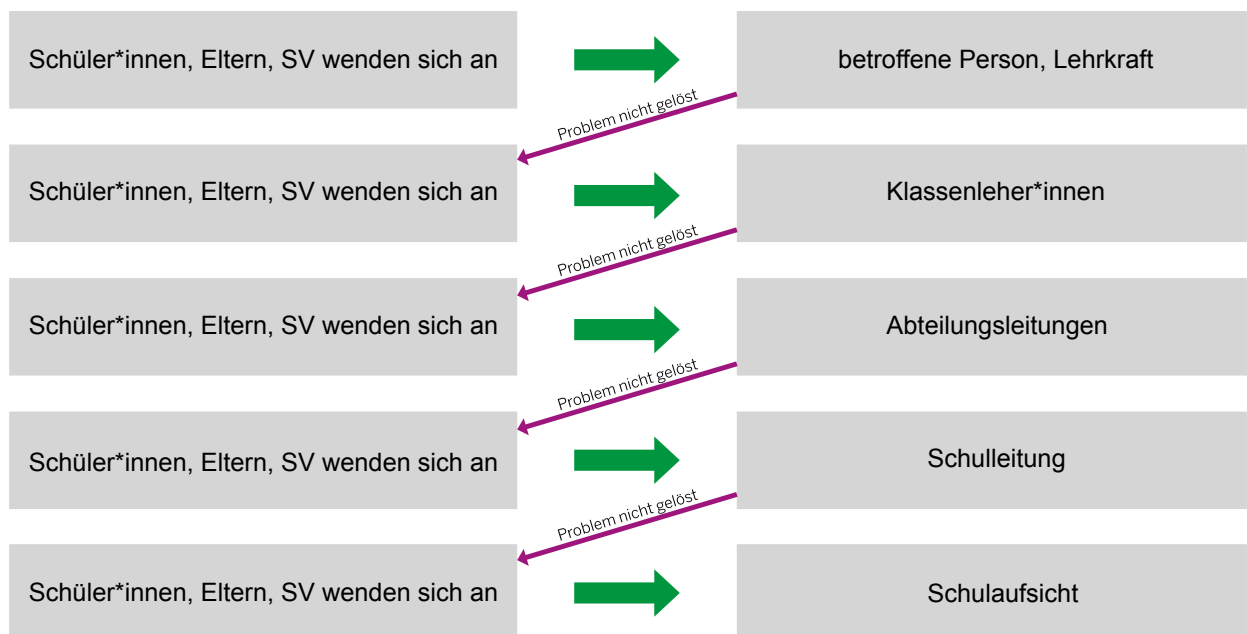 Schüler*innen, Eltern, SV wenden sich an
betroffene Person, Lehrkraft
Problem nicht gelöst
Schüler*innen, Eltern, SV wenden sich an
Klassenleher*innen
Problem nicht gelöst
Schüler*innen, Eltern, SV wenden sich an
Abteilungsleitungen
Problem nicht gelöst
Schüler*innen, Eltern, SV wenden sich an
Schulleitung
Problem nicht gelöst
Schüler*innen, Eltern, SV wenden sich an
Schulaufsicht